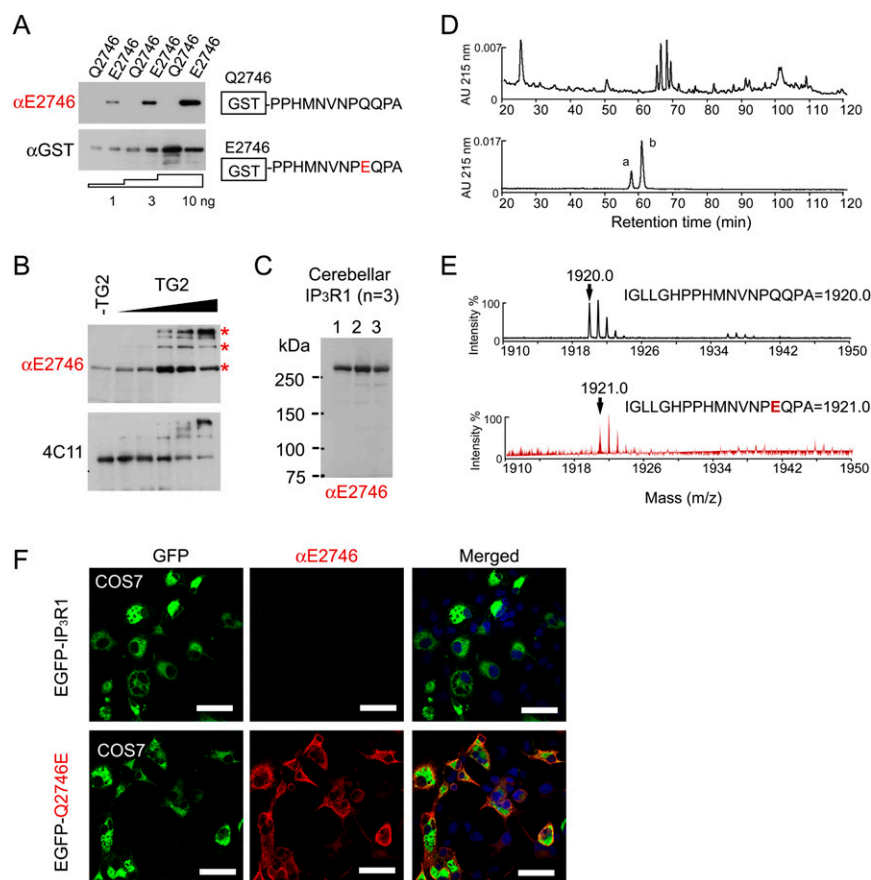 A
Q2746 E2746 Q2746 E2746 Q2746 E2746
αE2746
αGST
1 3 10 ng
Q2746
GST -PPHMNVNPQQPA
E2746
GST -PPHMNVNPEQPA
B
-TG2 TG2
αE2746
*
*
*
4C11
C
Cerebellar
IP₃R1 (n=3)
1 2 3
kDa
250
150
100
75
αE2746
D
AU 215 nm
0.007
0
20 30 40 50 60 70 80 90 100 110 120
AU 215 nm
0.017
0
a
b
20 30 40 50 60 70 80 90 100 110 120
Retention time (min)
E
1920.0
IGLLGHPPHMNVNPQQPA=1920.0
Intensity %
100
0
1910 1918 1926 1934 1942 1950
1921.0
IGLLGHPPHMNVNPEQPA=1921.0
Intensity %
100
0
1910 1918 1926 1934 1942 1950
Mass (m/z)
F
GFP αE2746 Merged
EGFP-IP₃R1
COS7
EGFP-Q2746E
COS7